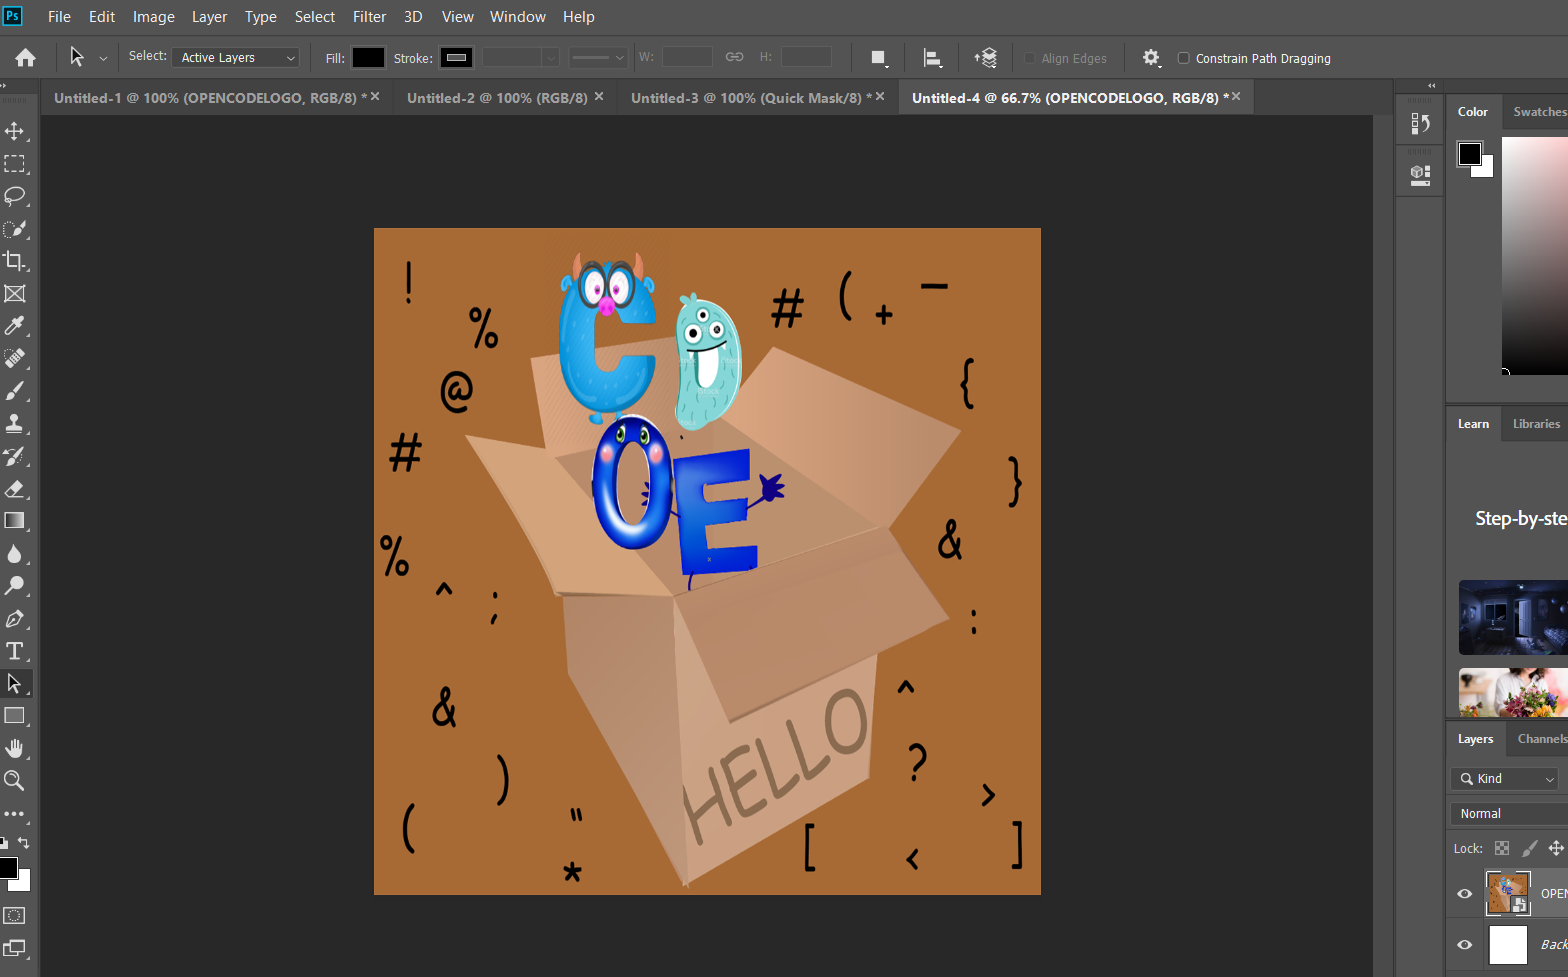 Ps File Edit Image Layer Type Select Filter 3D View Window Help
Select: Active Layers Fill: Stroke: W: H: Align Edges Constrain Path Dragging
Untitled-1 @ 100% (OPENCODELOGO, RGB/8) * × Untitled-2 @ 100% (RGB/8) × Untitled-3 @ 100% (Quick Mask/8) * × Untitled-4 @ 66.7% (OPENCODELOGO, RGB/8) * ×
Color Swatches
! # ( + –
%
@ {
#
}
&
%
^ ; :
Learn Libraries
Step-by-ste
C D
O E
& ^
HELLO
) ? >
( " [ < ]
*
Layers Channels
Kind
Normal
Lock:
OPEN
Back